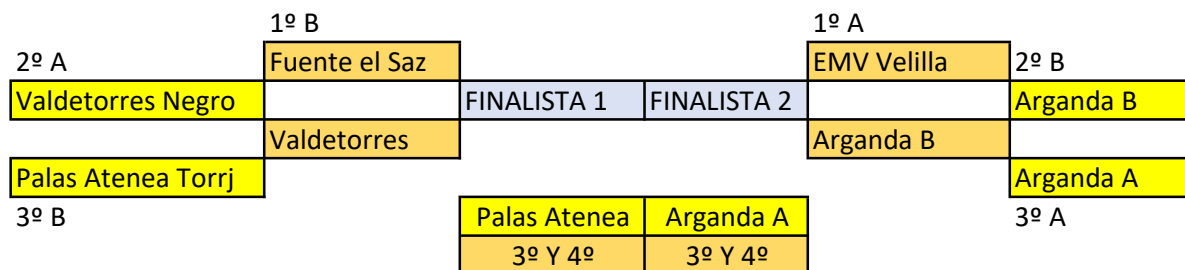 1º B 1º A
2º A Fuente el Saz EMV Velilla 2º B
Valdetorres Negro FINALISTA 1 FINALISTA 2 Arganda B
Valdetorres Arganda B
Palas Atenea Torrj Arganda A
3º B Palas Atenea Arganda A 3º A
3º Y 4º 3º Y 4º